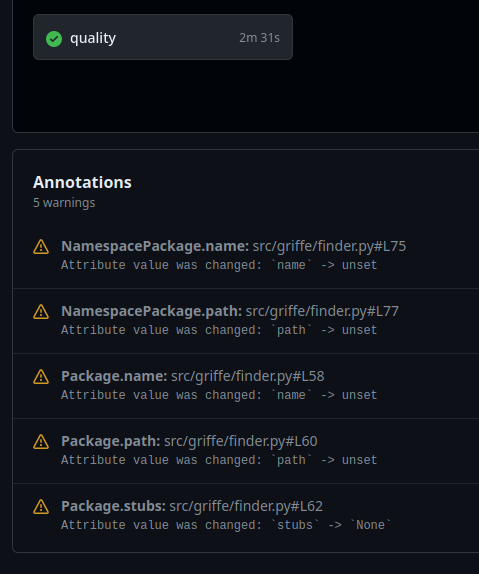 quality 2m 31s
Annotations
5 warnings
NamespacePackage.name: src/griffe/finder.py#L75
Attribute value was changed: `name` -> unset
NamespacePackage.path: src/griffe/finder.py#L77
Attribute value was changed: `path` -> unset
Package.name: src/griffe/finder.py#L58
Attribute value was changed: `name` -> unset
Package.path: src/griffe/finder.py#L60
Attribute value was changed: `path` -> unset
Package.stubs: src/griffe/finder.py#L62
Attribute value was changed: `stubs` -> `None`